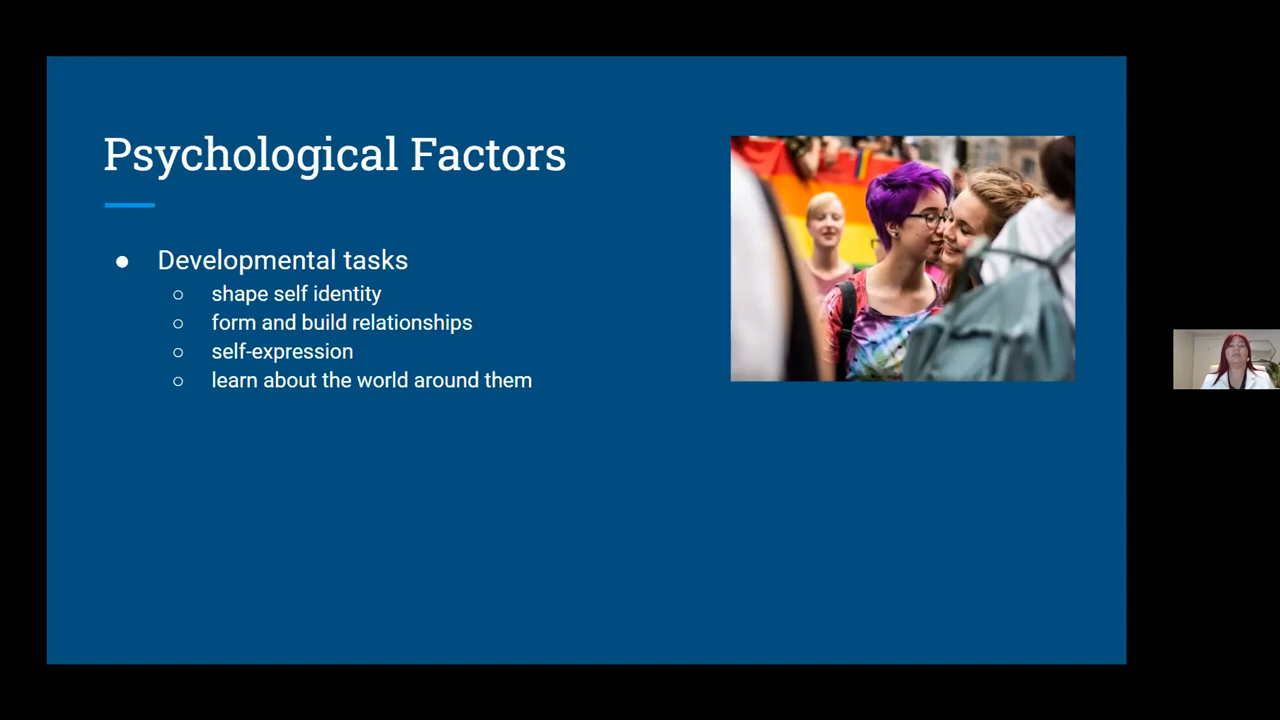 Psychological Factors
Developmental tasks
shape self identity
form and build relationships
self-expression
learn about the world around them